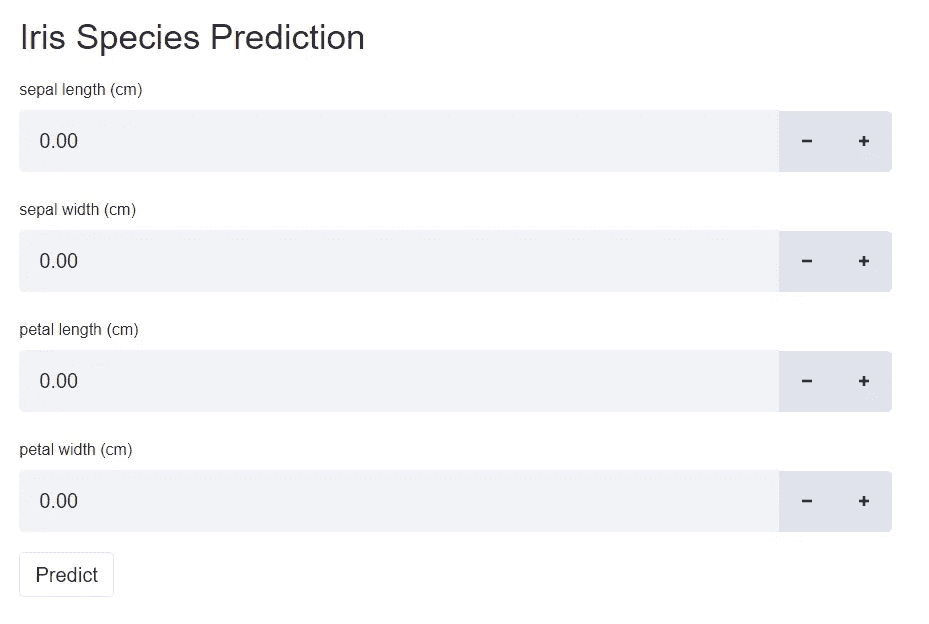 Iris Species Prediction
sepal length (cm)
0.00 - +
sepal width (cm)
0.00 - +
petal length (cm)
0.00 - +
petal width (cm)
0.00 - +
Predict